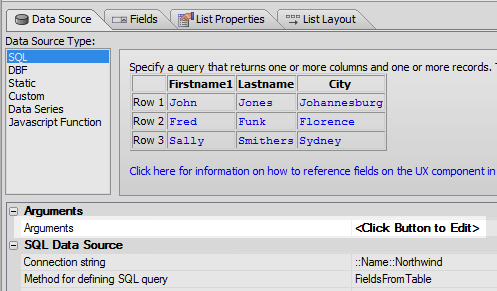 Data Source Fields List Properties List Layout
Data Source Type:
SQL
DBF
Static
Custom
Data Series
Javascript Function
Specify a query that returns one or more columns and one or more records. T
Firstname1 Lastname City
Row 1 John Jones Johannesburg
Row 2 Fred Funk Florence
Row 3 Sally Smithers Sydney
Click here for information on how to reference fields on the UX component in
Arguments
Arguments <Click Button to Edit>
SQL Data Source
Connection string ::Name::Northwind
Method for defining SQL query FieldsFromTable